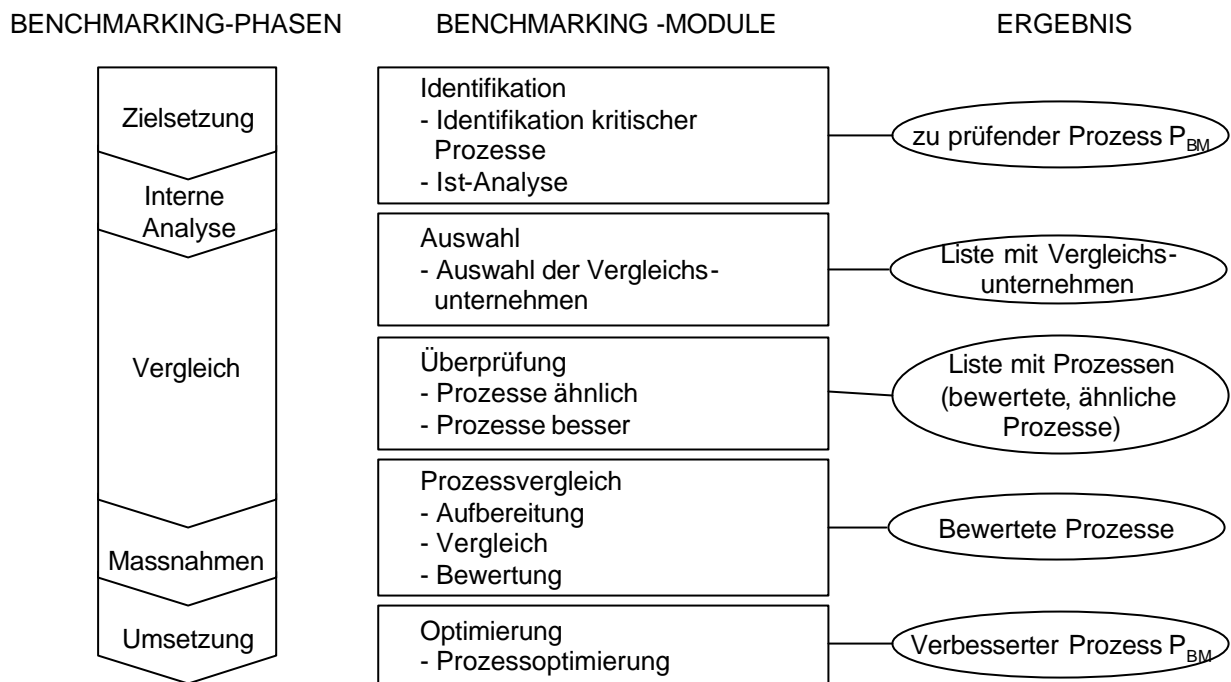 BENCHMARKING-PHASEN
BENCHMARKING -MODULE
ERGEBNIS
Zielsetzung
Interne
Analyse
Vergleich
Massnahmen
Umsetzung
Identifikation
- Identifikation kritischer
Prozesse
- Ist-Analyse
Auswahl
- Auswahl der Vergleichs-
unternehmen
Überprüfung
- Prozesse ähnlich
- Prozesse besser
Prozessvergleich
- Aufbereitung
- Vergleich
- Bewertung
Optimierung
- Prozessoptimierung
zu prüfender Prozess P_BM
Liste mit Vergleichs-
unternehmen
Liste mit Prozessen
(bewertete, ähnliche
Prozesse)
Bewertete Prozesse
Verbesserter Prozess P_BM